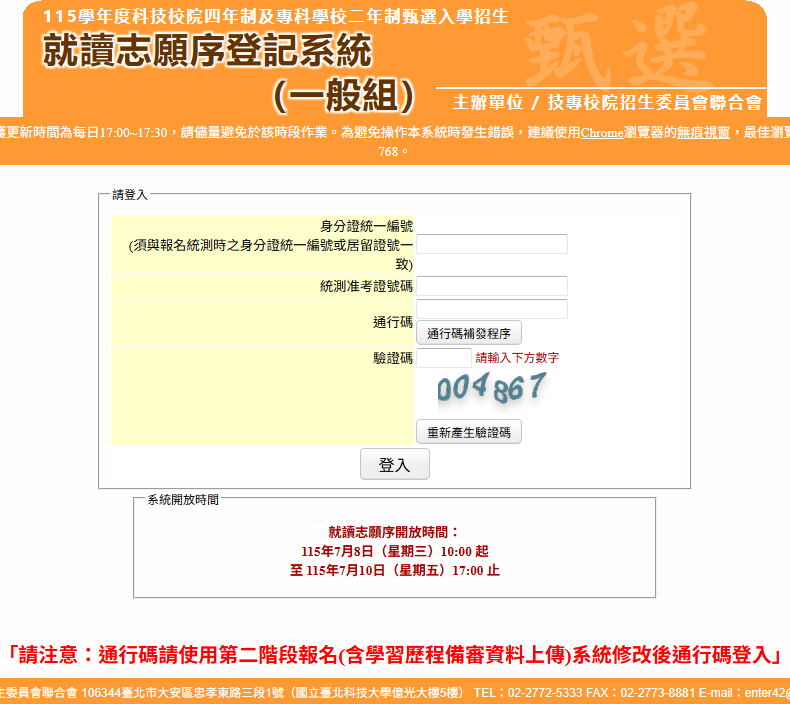 115學年度科技校院四年制及專科學校二年制甄選入學招生
甄選
就讀志願序登記系統
（一般組）
主辦單位 / 技專校院招生委員會聯合會
更新時間為每日17:00~17:30，請儘量避免於該時段作業。為避免操作本系統時發生錯誤，建議使用Chrome瀏覽器的無痕視窗，最佳瀏覽
768。
請登入
身分證統一編號
(須與報名統測時之身分證統一編號或居留證號一
致)
統測准考證號碼
通行碼
通行碼補發程序
驗證碼 請輸入下方數字
004867
重新產生驗證碼
登入
系統開放時間
就讀志願序開放時間：
115年7月8日（星期三）10:00 起
至 115年7月10日（星期五）17:00 止
「請注意：通行碼請使用第二階段報名(含學習歷程備審資料上傳)系統修改後通行碼登入」
生委員會聯合會 106344臺北市大安區忠孝東路三段1號（國立臺北科技大學億光大樓5樓） TEL：02-2772-5333 FAX：02-2773-8881 E-mail：enter42@